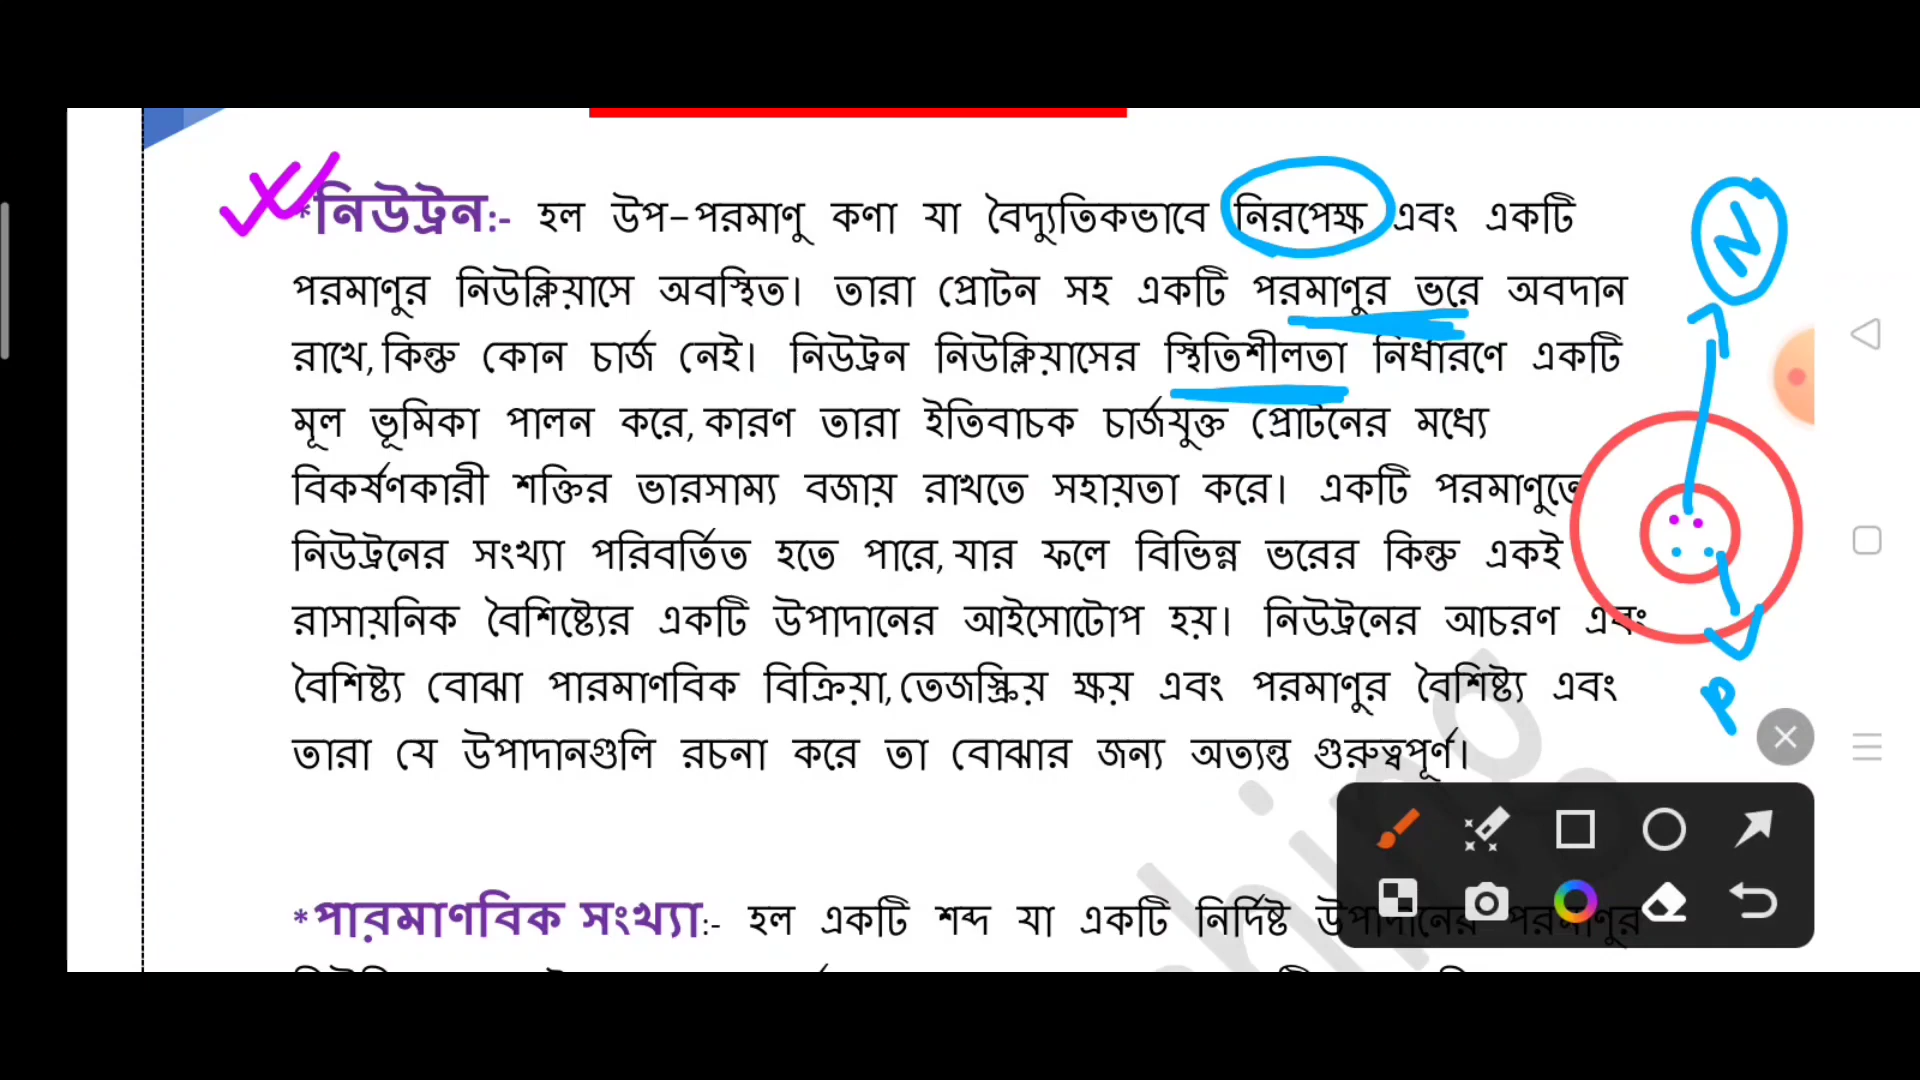 *নিউট্রন:- হল উপ-পরমাণু কণা যা বৈদ্যুতিকভাবে নিরপেক্ষ এবং একটি
পরমাণুর নিউক্লিয়াসে অবস্থিত। তারা প্রোটন সহ একটি পরমাণুর ভরে অবদান
রাখে, কিন্তু কোন চার্জ নেই। নিউট্রন নিউক্লিয়াসের স্থিতিশীলতা নির্ধারণে একটি
মূল ভূমিকা পালন করে, কারণ তারা ইতিবাচক চার্জযুক্ত প্রোটনের মধ্যে
বিকর্ষণকারী শক্তির ভারসাম্য বজায় রাখতে সহায়তা করে। একটি পরমাণুতে
নিউট্রনের সংখ্যা পরিবর্তিত হতে পারে, যার ফলে বিভিন্ন ভরের কিন্তু একই
রাসায়নিক বৈশিষ্ট্যের একটি উপাদানের আইসোটোপ হয়। নিউট্রনের আচরণ এবং
বৈশিষ্ট্য বোঝা পারমাণবিক বিক্রিয়া, তেজস্ক্রিয় ক্ষয় এবং পরমাণুর বৈশিষ্ট্য এবং
তারা যে উপাদানগুলি রচনা করে তা বোঝার জন্য অত্যন্ত গুরুত্বপূর্ণ।
*পারমাণবিক সংখ্যা:- হল একটি শব্দ যা একটি নির্দিষ্ট উপাদানের পরমাণুর
N
P